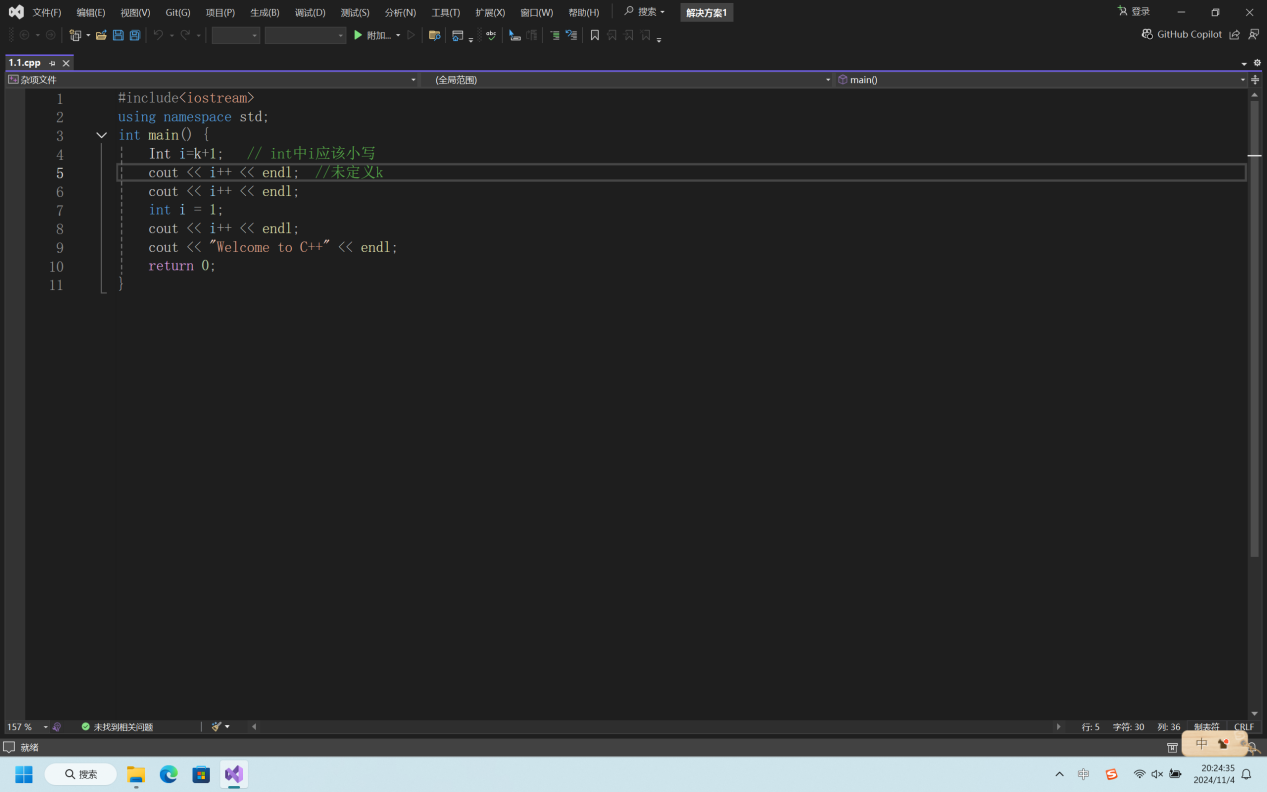 文件(F) 编辑(E) 视图(V) Git(G) 项目(P) 生成(B) 调试(D) 测试(S) 分析(N) 工具(T) 扩展(X) 窗口(W) 帮助(H) 搜索 解决方案1 登录
附加... GitHub Copilot
1.1.cpp
杂项文件 (全局范围) main()
1 #include<iostream>
2 using namespace std;
3 int main() {
4 Int i=k+1; // int中i应该小写
5 cout << i++ << endl; //未定义k
6 cout << i++ << endl;
7 int i = 1;
8 cout << i++ << endl;
9 cout << "Welcome to C++" << endl;
10 return 0;
11 }
157 % 未找到相关问题 行: 5 字符: 30 列: 36 制表符 CRLF
就绪 中
搜索 中 20:24:35
2024/11/4